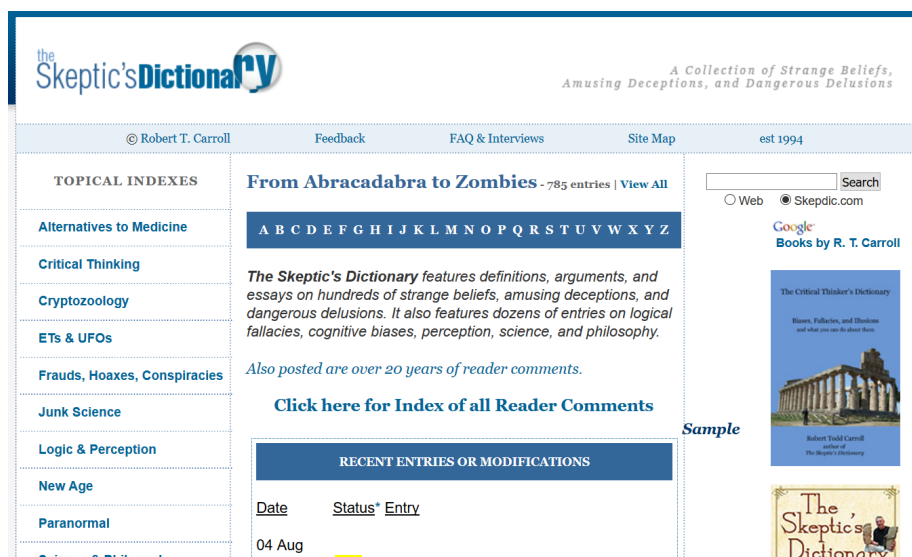 the
Skeptic'sDictionary
A Collection of Strange Beliefs,
Amusing Deceptions, and Dangerous Delusions
© Robert T. Carroll
Feedback
FAQ & Interviews
Site Map
est 1994
TOPICAL INDEXES
Alternatives to Medicine
Critical Thinking
Cryptozoology
ETs & UFOs
Frauds, Hoaxes, Conspiracies
Junk Science
Logic & Perception
New Age
Paranormal
From Abracadabra to Zombies - 785 entries | View All
A B C D E F G H I J K L M N O P Q R S T U V W X Y Z
The Skeptic's Dictionary features definitions, arguments, and
essays on hundreds of strange beliefs, amusing deceptions, and
dangerous delusions. It also features dozens of entries on logical
fallacies, cognitive biases, perception, science, and philosophy.
Also posted are over 20 years of reader comments.
Click here for Index of all Reader Comments
RECENT ENTRIES OR MODIFICATIONS
Date Status* Entry
04 Aug
Search
Web Skepdic.com
Google
Books by R. T. Carroll
The Critical Thinker's Dictionary
Biases, Fallacies, and Illusions
and what you can do about them
Robert Todd Carroll
author of
The Skeptic's Dictionary
Sample
The
Skeptic's
Dictionary